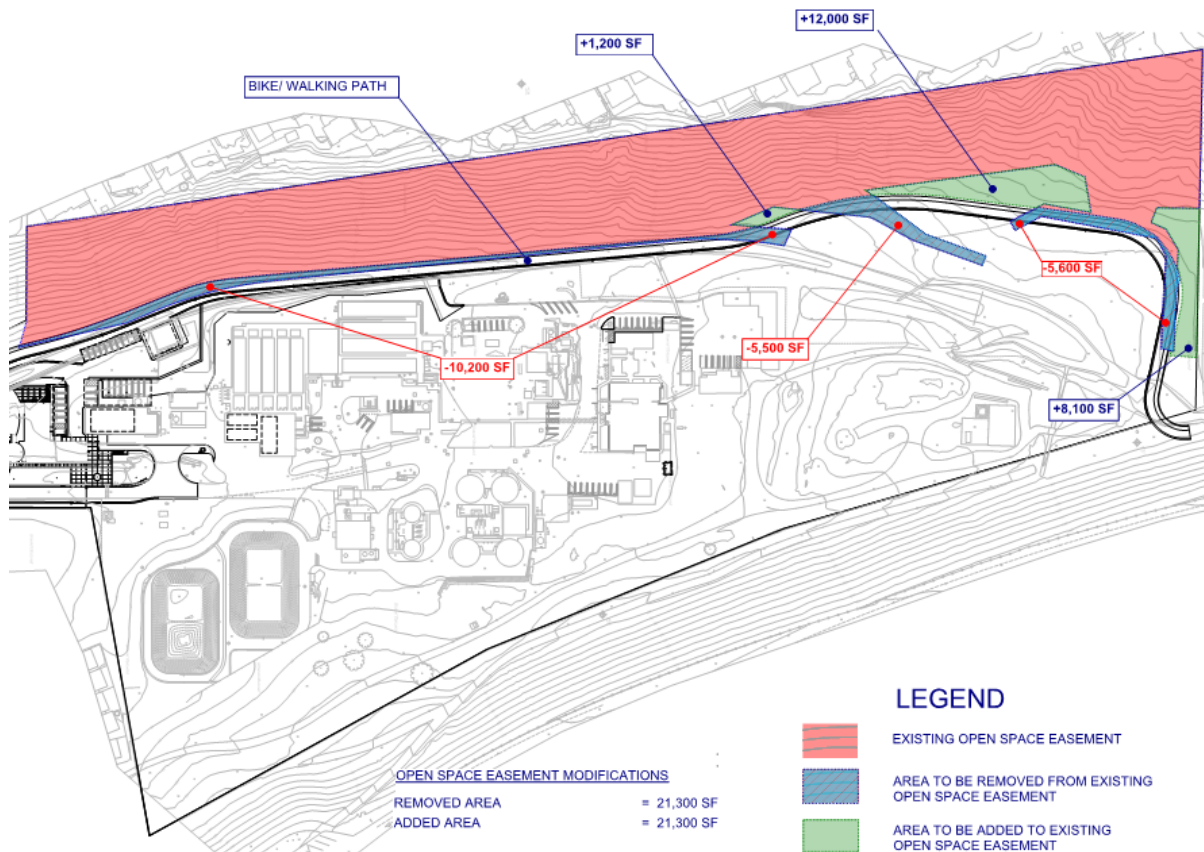 +12,000 SF
+1,200 SF
BIKE/ WALKING PATH
-5,600 SF
-5,500 SF
-10,200 SF
+8,100 SF
LEGEND
EXISTING OPEN SPACE EASEMENT
AREA TO BE REMOVED FROM EXISTING
OPEN SPACE EASEMENT
AREA TO BE ADDED TO EXISTING
OPEN SPACE EASEMENT
OPEN SPACE EASEMENT MODIFICATIONS
REMOVED AREA = 21,300 SF
ADDED AREA = 21,300 SF